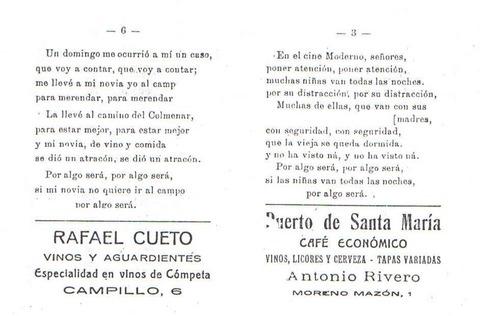 — 6 —
Un domingo me ocurrió a mí un caso,
que voy a contar, que voy a contar;
me llevé a mi novia yo al camp
para merendar, para merendar
La llevé al camino del Colmenar,
para estar mejor, para estar mejor
y mi novia, de vino y comida
se dió un atracón, se dió un atracón.
Por algo será, por algo será,
si mi novia no quiere ir al campo
por algo será.
RAFAEL CUETO
VINOS Y AGUARDIENTES
Especialidad en vinos de Cómpeta
CAMPILLO, 6
— 3 —
En el cine Moderno, señores,
poner atención, poner atención,
muchas niñas van todas las noches.
por su distracción, por su distracción,
Muchas de ellas, que van con sus
[madres,
con seguridad, con seguridad,
que la vieja se queda dormida.
y no ha visto ná, y no ha visto ná.
Por algo será, por algo será,
si las niñas van todas las noches,
por algo será.
Puerto de Santa María
CAFÉ ECONÓMICO
VINOS, LICORES Y CERVEZA - TAPAS VARIADAS
Antonio Rivero
MORENO MAZÓN, 1